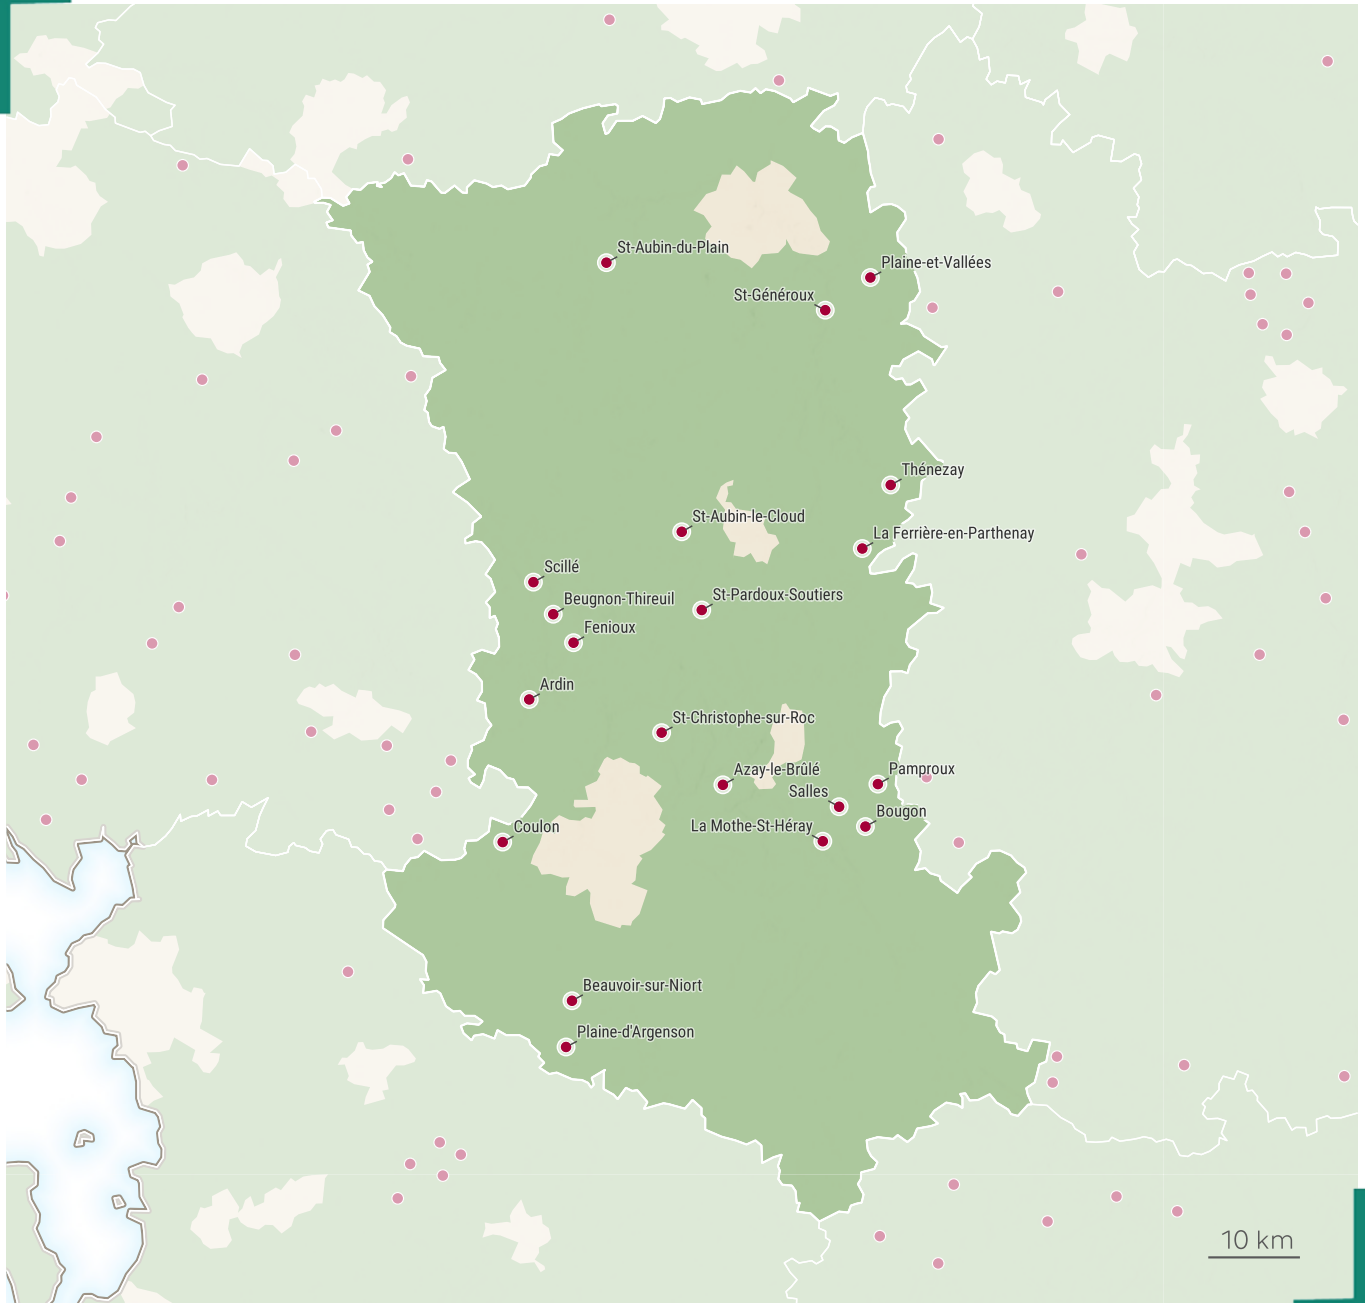 St-Aubin-du-Plain
Plaine-et-Vallées
St-Généroux
Thénezay
St-Aubin-le-Cloud
La Ferrière-en-Parthenay
Scillé
St-Pardoux-Soutiers
Beugnon-Thireuil
Fenioux
Ardin
St-Christophe-sur-Roc
Azay-le-Brûlé
Pamproux
Salles
Bougon
La Mothe-St-Héray
Coulon
Beauvoir-sur-Niort
Plaine-d'Argenson
10 km